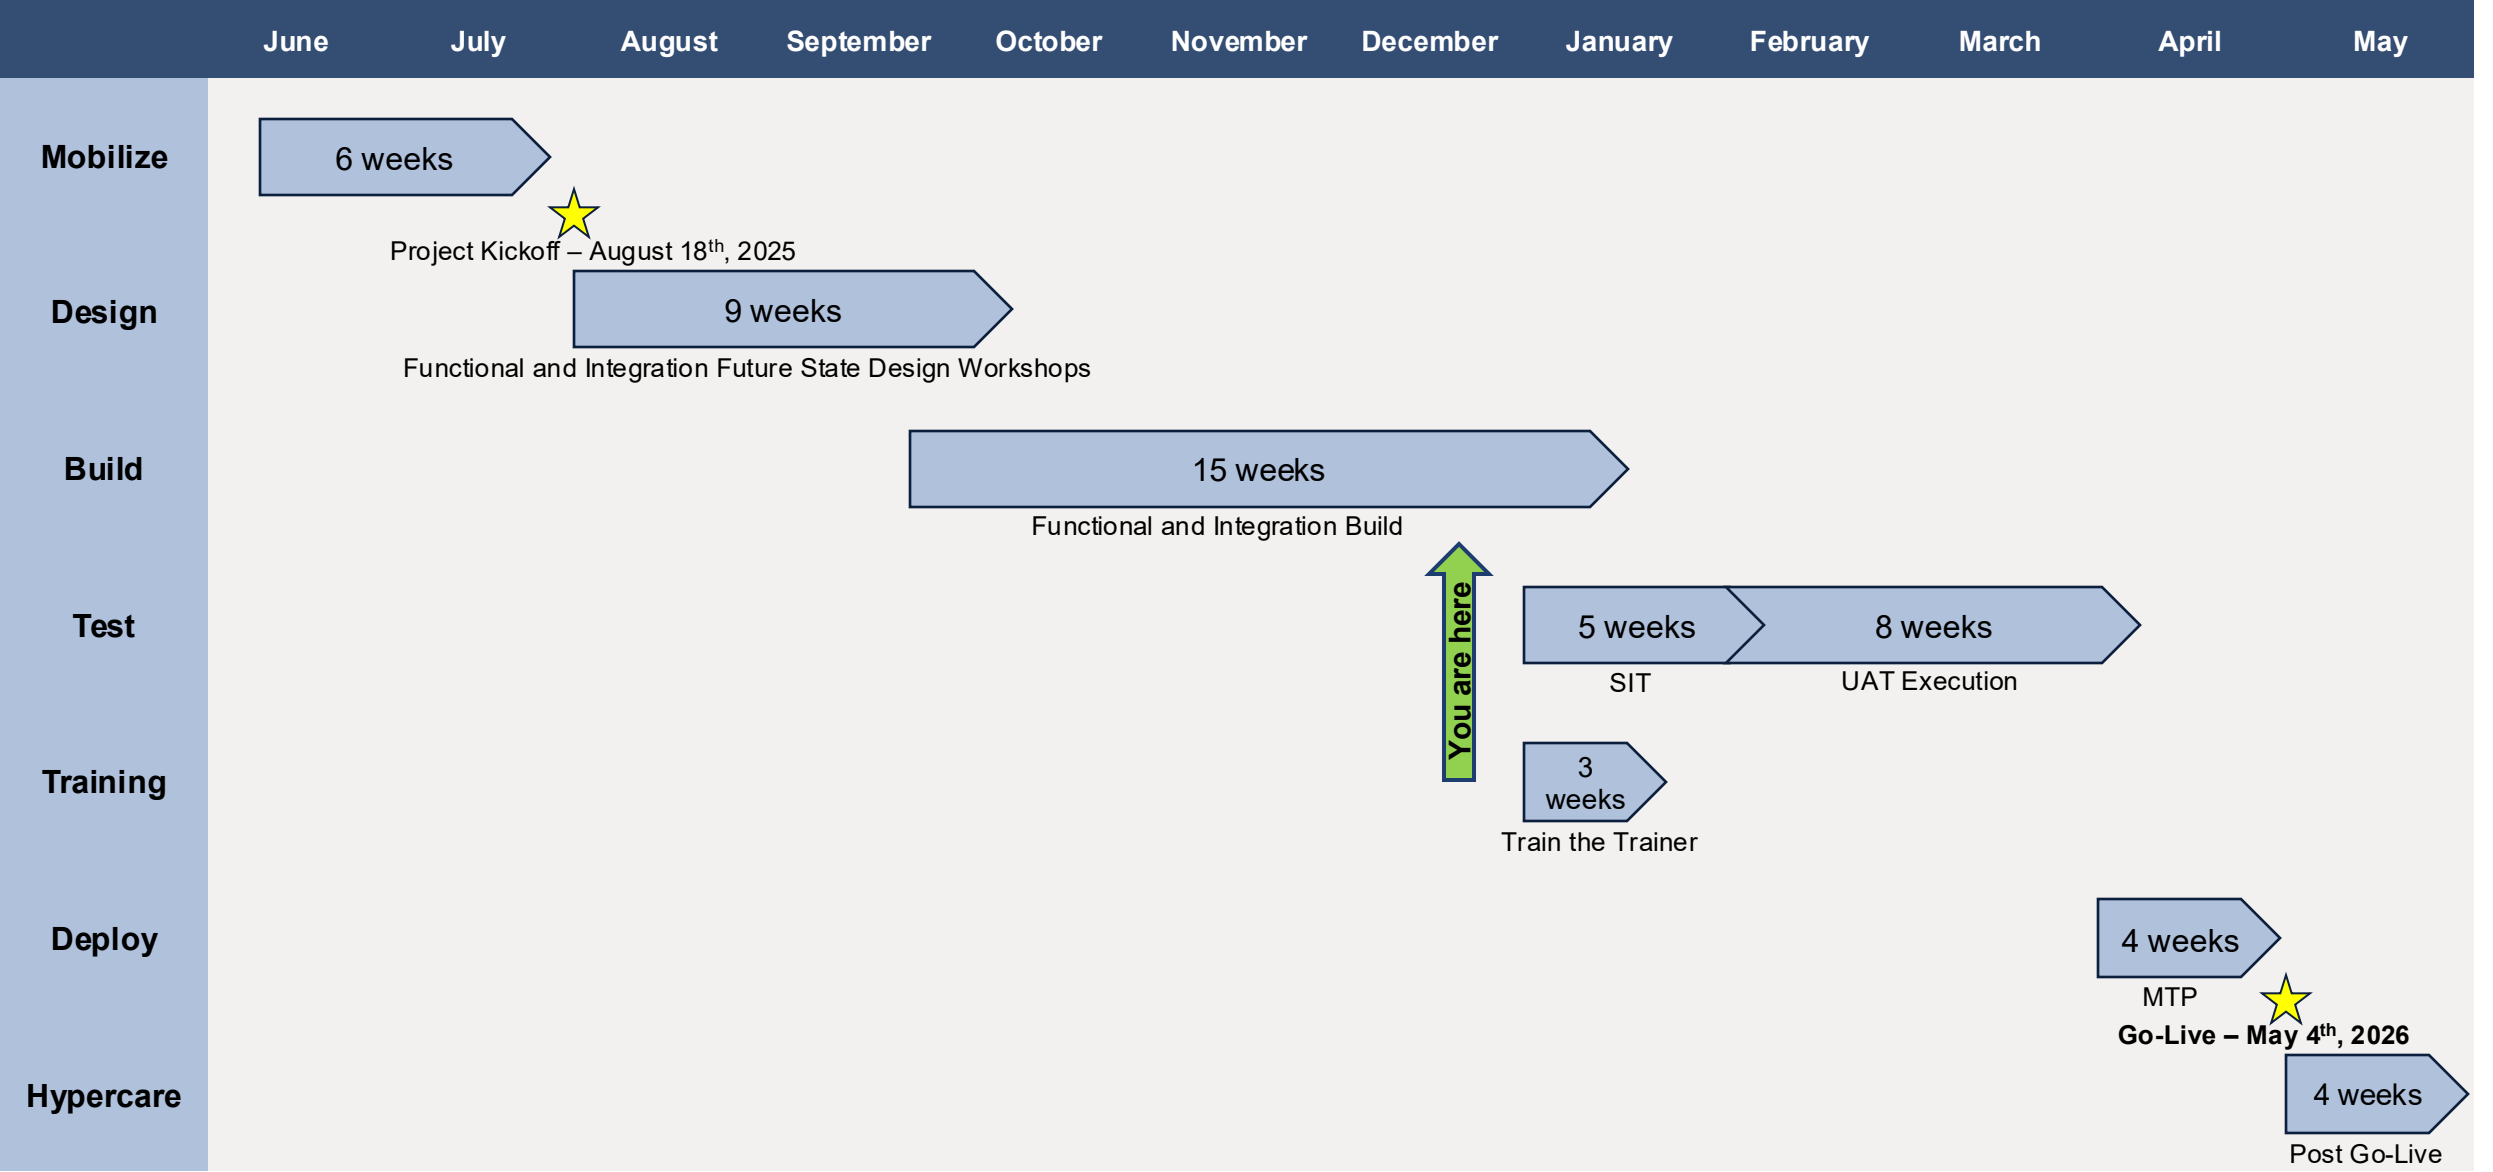 June July August September October November December January February March April May
Mobilize
6 weeks
Project Kickoff – August 18th, 2025
Design
9 weeks
Functional and Integration Future State Design Workshops
Build
15 weeks
Functional and Integration Build
You are here
Test
5 weeks
8 weeks
SIT
UAT Execution
Training
3
weeks
Train the Trainer
Deploy
4 weeks
MTP
Go-Live – May 4th, 2026
Hypercare
4 weeks
Post Go-Live